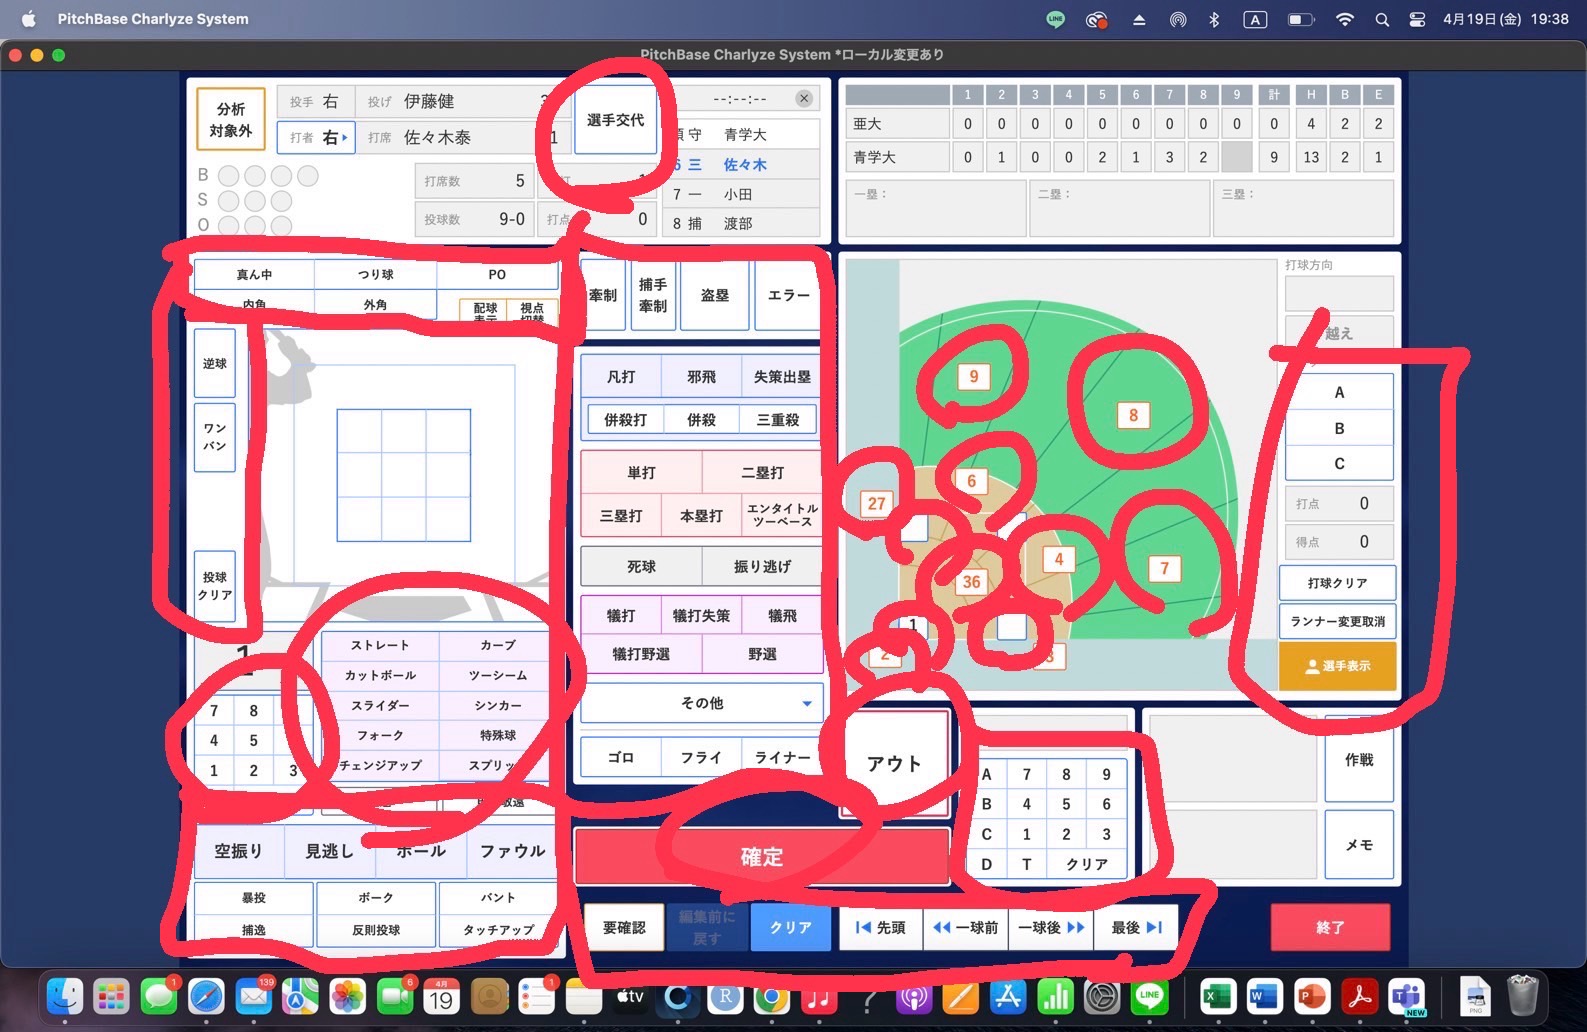 PitchBase Charlyze System
A
4月19日(金) 19:38
PitchBase Charlyze System *ローカル変更あり
分析
対象外
投手 右 投げ 伊藤健
打者 右 打席 佐々木泰 1
選手交代
--:--:--
守 青学大
6 三 佐々木
7 一 小田
8 捕 渡部
B
S
O
打席数 5
投球数 9-0 打点 0
1 2 3 4 5 6 7 8 9 計 H B E
亜大 0 0 0 0 0 0 0 0 0 0 4 2 2
青学大 0 1 0 0 2 1 3 2 9 13 2 1
一塁: 二塁: 三塁:
真ん中 つり球 PO
内角 外角
配球
表示
視点
切替
逆球
ワン
バン
投球
クリア
牽制
捕手
牽制
盗塁 エラー
凡打 邪飛 失策出塁
併殺打 併殺 三重殺
単打 二塁打
三塁打 本塁打
エンタイトル
ツーベース
死球 振り逃げ
犠打 犠打失策 犠飛
犠打野選 野選
その他
ゴロ フライ ライナー
打球方向
越え
A
B
C
打点 0
得点 0
打球クリア
ランナー変更取消
選手表示
9
8
6
27
4
36
7
1
2
3
1
7 8
4 5
1 2 3
ストレート カーブ
カットボール ツーシーム
スライダー シンカー
フォーク 特殊球
チェンジアップ スプリッ
空振り 見逃し ボール ファウル
暴投 ボーク バント
捕逸 反則投球 タッチアップ
アウト
確定
A 7 8 9
B 4 5 6
C 1 2 3
D T クリア
作戦
メモ
要確認
編集前に
戻す
クリア
先頭 一球前 一球後 最後
終了
1
139
6
4月
19
1
tv
R
LINE
NEW
PNG